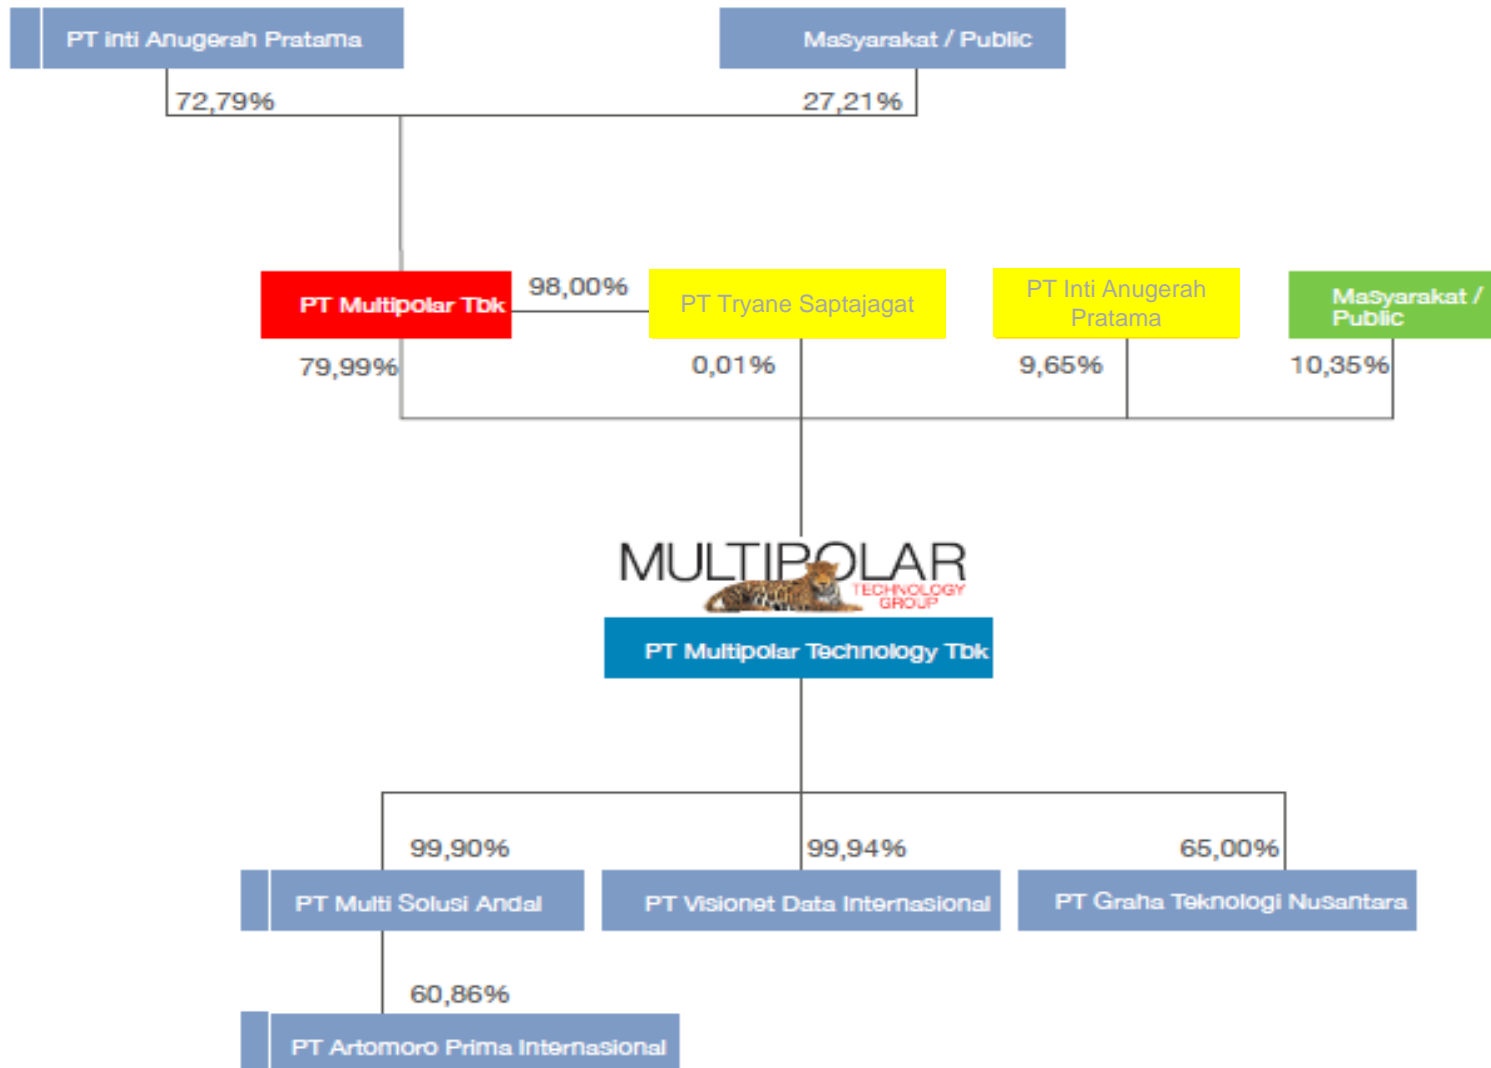 PT inti Anugerah Pratama
Masyarakat / Public
72,79%
27,21%
PT Multipolar Tbk
98,00%
PT Tryane Saptajagat
PT Inti Anugerah
Pratama
Masyarakat /
Public
79,99%
0,01%
9,65%
10,35%
MULTIPOLAR
TECHNOLOGY
GROUP
PT Multipolar Technology Tbk
99,90%
99,94%
65,00%
PT Multi Solusi Andal
PT Visionet Data Internasional
PT Graha Teknologi Nusantara
60,86%
PT Artomoro Prima Internasional